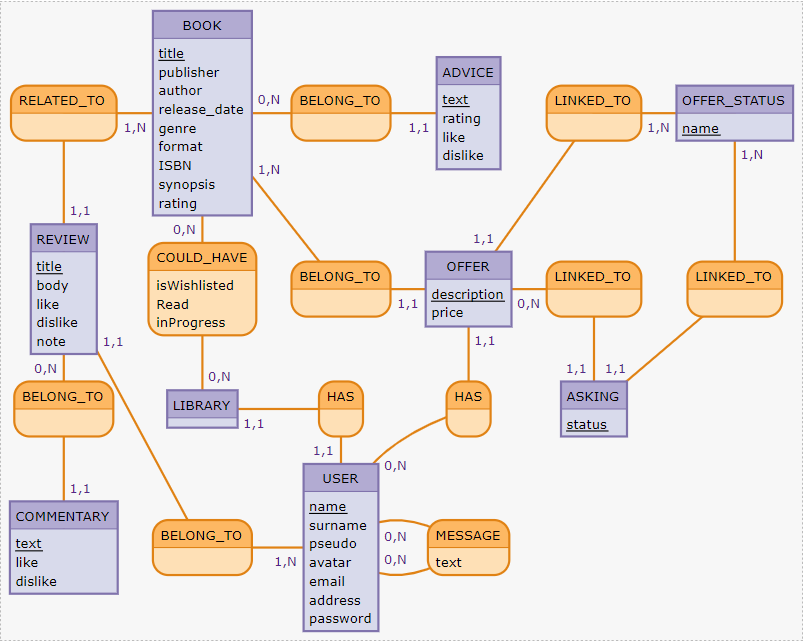 BOOK
title
publisher
author
release_date
genre
format
ISBN
synopsis
rating
RELATED_TO
1,N
0,N
BELONG_TO
1,1
ADVICE
text
rating
like
dislike
LINKED_TO
1,N
OFFER_STATUS
name
1,N
1,N
1,1
REVIEW
title
body
like
dislike
note
0,N
COULD_HAVE
isWishlisted
Read
inProgress
BELONG_TO
1,1
1,1
OFFER
description
price
0,N
LINKED_TO
LINKED_TO
1,1
0,N
1,1
1,1
1,1
BELONG_TO
0,N
LIBRARY
1,1
HAS
HAS
ASKING
status
1,1
0,N
1,1
COMMENTARY
text
like
dislike
BELONG_TO
1,N
USER
name
surname
pseudo
avatar
email
address
password
0,N
0,N
MESSAGE
text